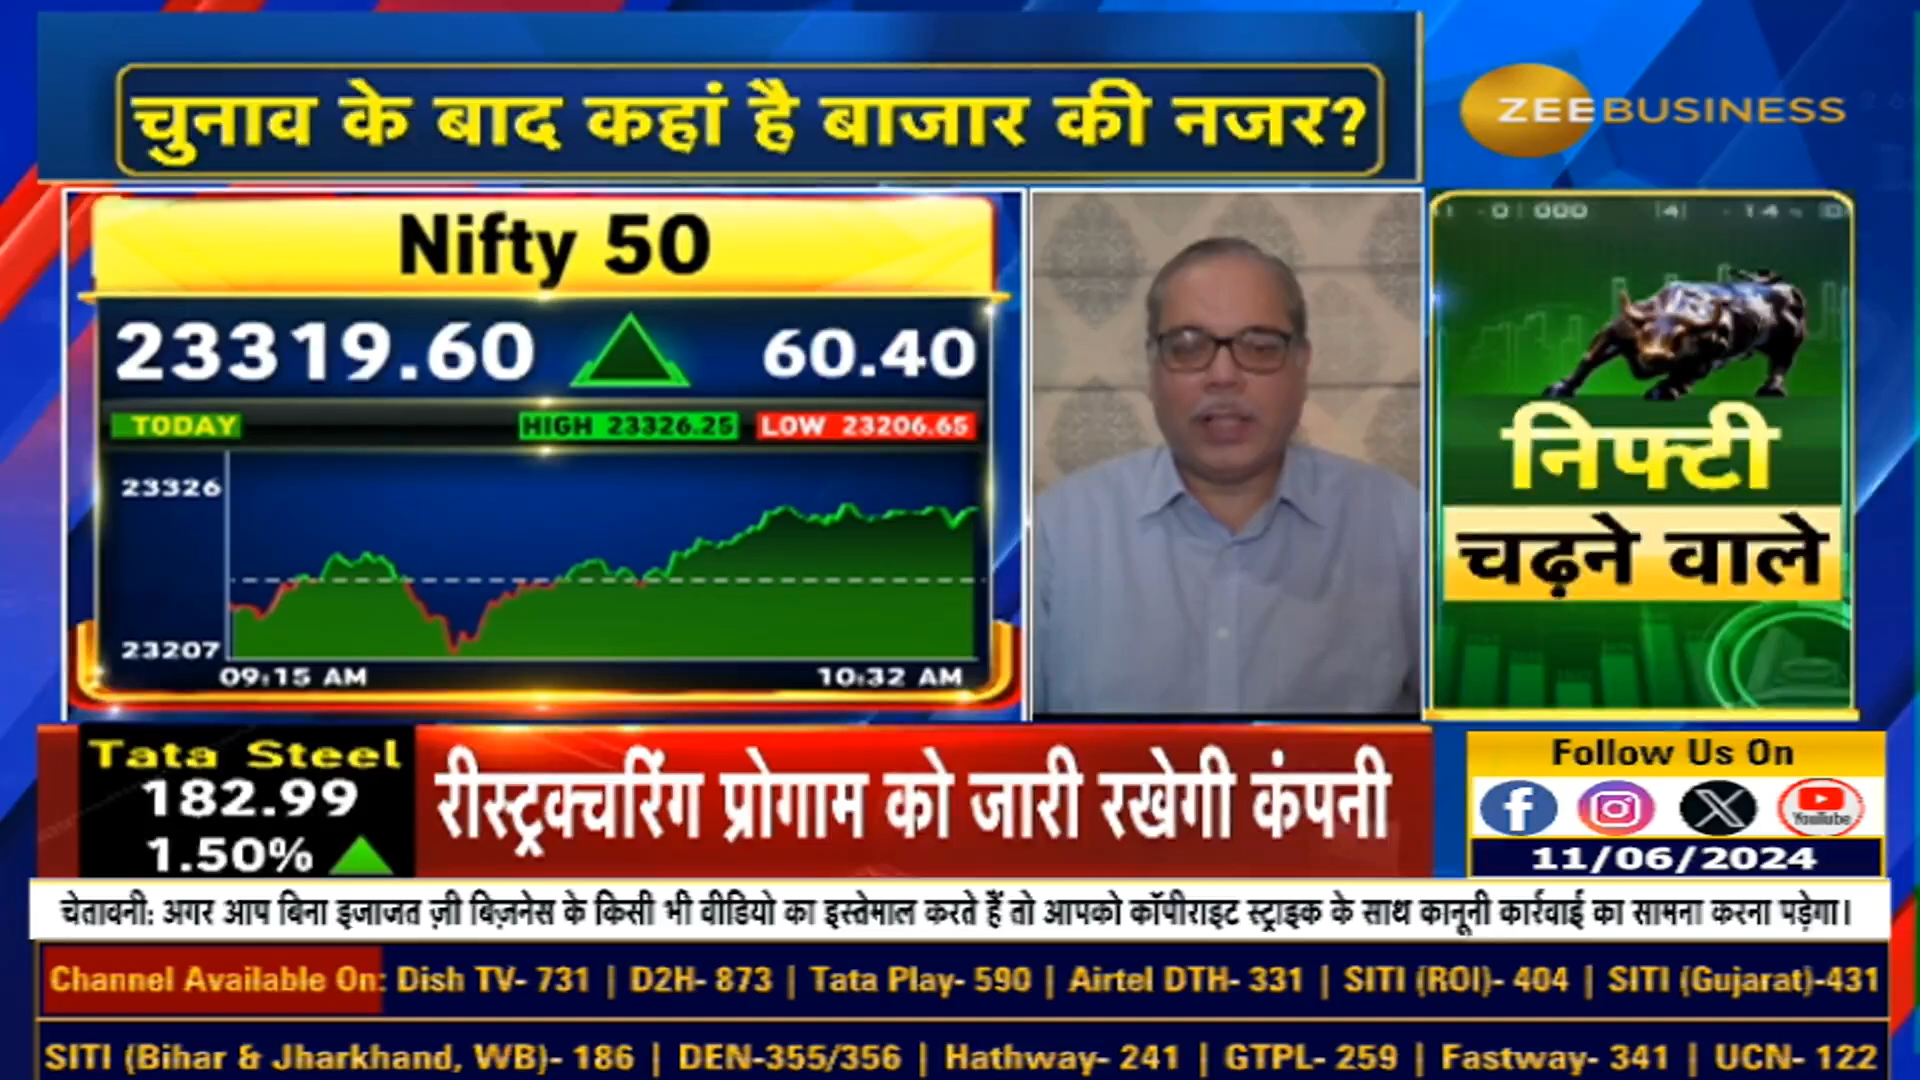 चुनाव के बाद कहां है बाजार की नजर?
ZEE BUSINESS
Nifty 50
23319.60 60.40
TODAY HIGH 23326.25 LOW 23206.65
23326
23207
09:15 AM 10:32 AM
निफ्टी
चढ़ने वाले
Tata Steel
182.99
1.50%
रीस्ट्रक्चरिंग प्रोगाम को जारी रखेगी कंपनी
Follow Us On
YouTube
11/06/2024
चेतावनी: अगर आप बिना इजाजत ज़ी बिज़नेस के किसी भी वीडियो का इस्तेमाल करते हैं तो आपको कॉपीराइट स्ट्राइक के साथ कानूनी कार्रवाई का सामना करना पड़ेगा।
Channel Available On: Dish TV- 731 | D2H- 873 | Tata Play- 590 | Airtel DTH- 331 | SITI (ROI)- 404 | SITI (Gujarat)-431
SITI (Bihar & Jharkhand, WB)- 186 | DEN-355/356 | Hathway- 241 | GTPL- 259 | Fastway- 341 | UCN- 122